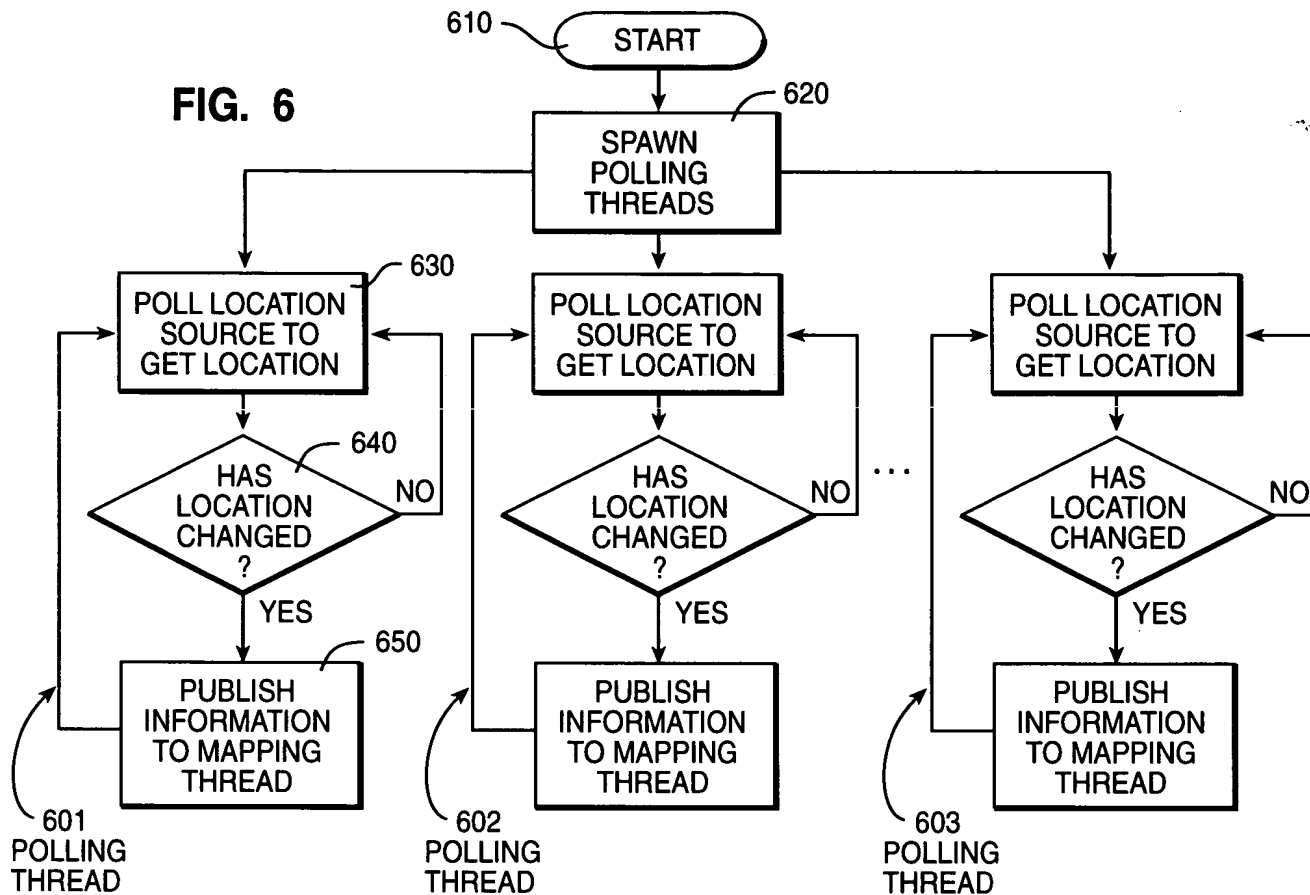 610
START
FIG. 6
620
SPAWN
POLLING
THREADS
630
POLL LOCATION
SOURCE TO
GET LOCATION
POLL LOCATION
SOURCE TO
GET LOCATION
POLL LOCATION
SOURCE TO
GET LOCATION
640
HAS
LOCATION
CHANGED
?
NO
HAS
LOCATION
CHANGED
?
NO
...
HAS
LOCATION
CHANGED
?
NO
YES
YES
YES
650
PUBLISH
INFORMATION
TO MAPPING
THREAD
PUBLISH
INFORMATION
TO MAPPING
THREAD
PUBLISH
INFORMATION
TO MAPPING
THREAD
601
POLLING
THREAD
602
POLLING
THREAD
603
POLLING
THREAD